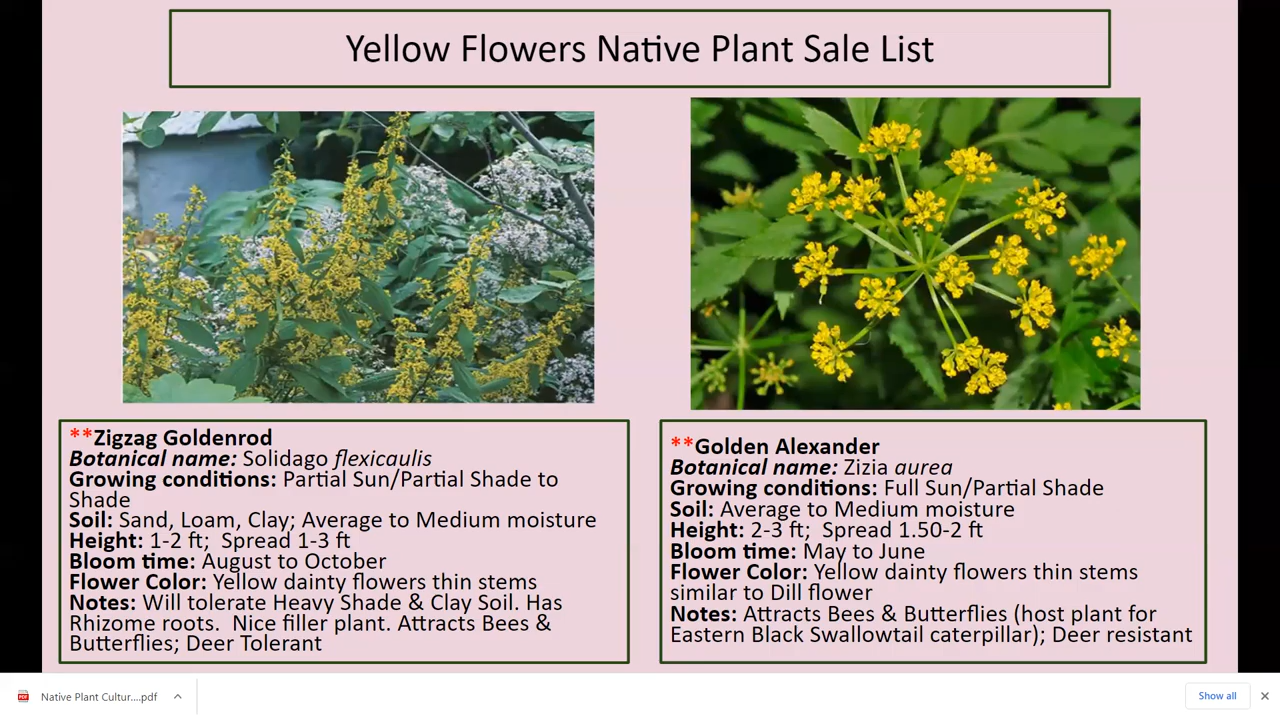 Yellow Flowers Native Plant Sale List
**Zigzag Goldenrod
Botanical name: Solidago flexicaulis
Growing conditions: Partial Sun/Partial Shade to
Shade
Soil: Sand, Loam, Clay; Average to Medium moisture
Height: 1-2 ft;  Spread 1-3 ft
Bloom time: August to October
Flower Color: Yellow dainty flowers thin stems
Notes: Will tolerate Heavy Shade & Clay Soil. Has
Rhizome roots.  Nice filler plant. Attracts Bees &
Butterflies; Deer Tolerant
**Golden Alexander
Botanical name: Zizia aurea
Growing conditions: Full Sun/Partial Shade
Soil: Average to Medium moisture
Height: 2-3 ft;  Spread 1.50-2 ft
Bloom time: May to June
Flower Color: Yellow dainty flowers thin stems
similar to Dill flower
Notes: Attracts Bees & Butterflies (host plant for
Eastern Black Swallowtail caterpillar); Deer resistant
Native Plant Cultur....pdf
Show all